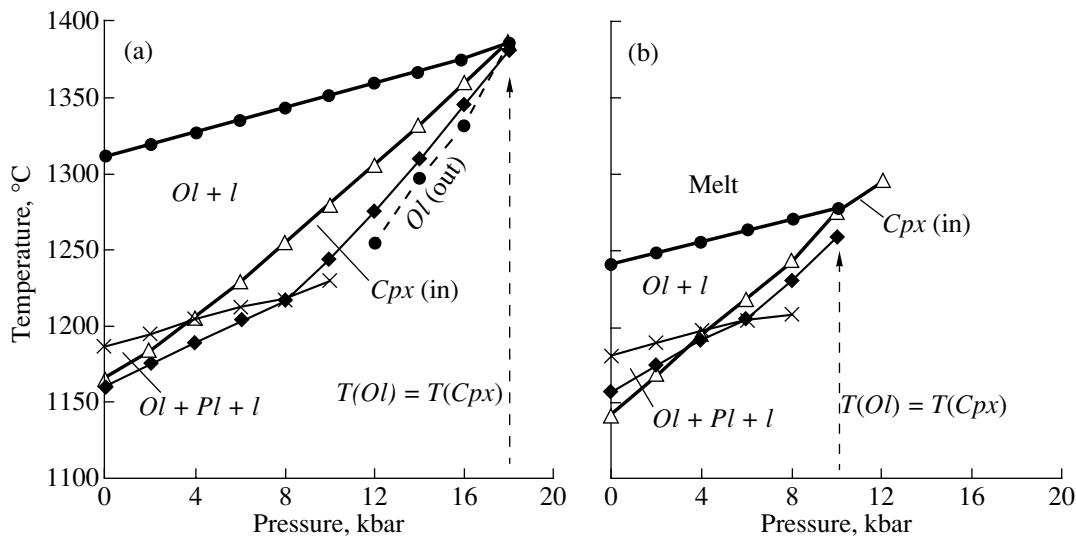 1400
(a)
(b)
1350
Ol (out)
1300
Ol + l
Melt
Cpx (in)
1250
Ol + l
Cpx (in)
1200
Ol + Pl + l
T(Ol) = T(Cpx)
1150
Ol + Pl + l
T(Ol) = T(Cpx)
1100
Temperature, °C
0 4 8 12 16 20
0 4 8 12 16 20
Pressure, kbar
Pressure, kbar